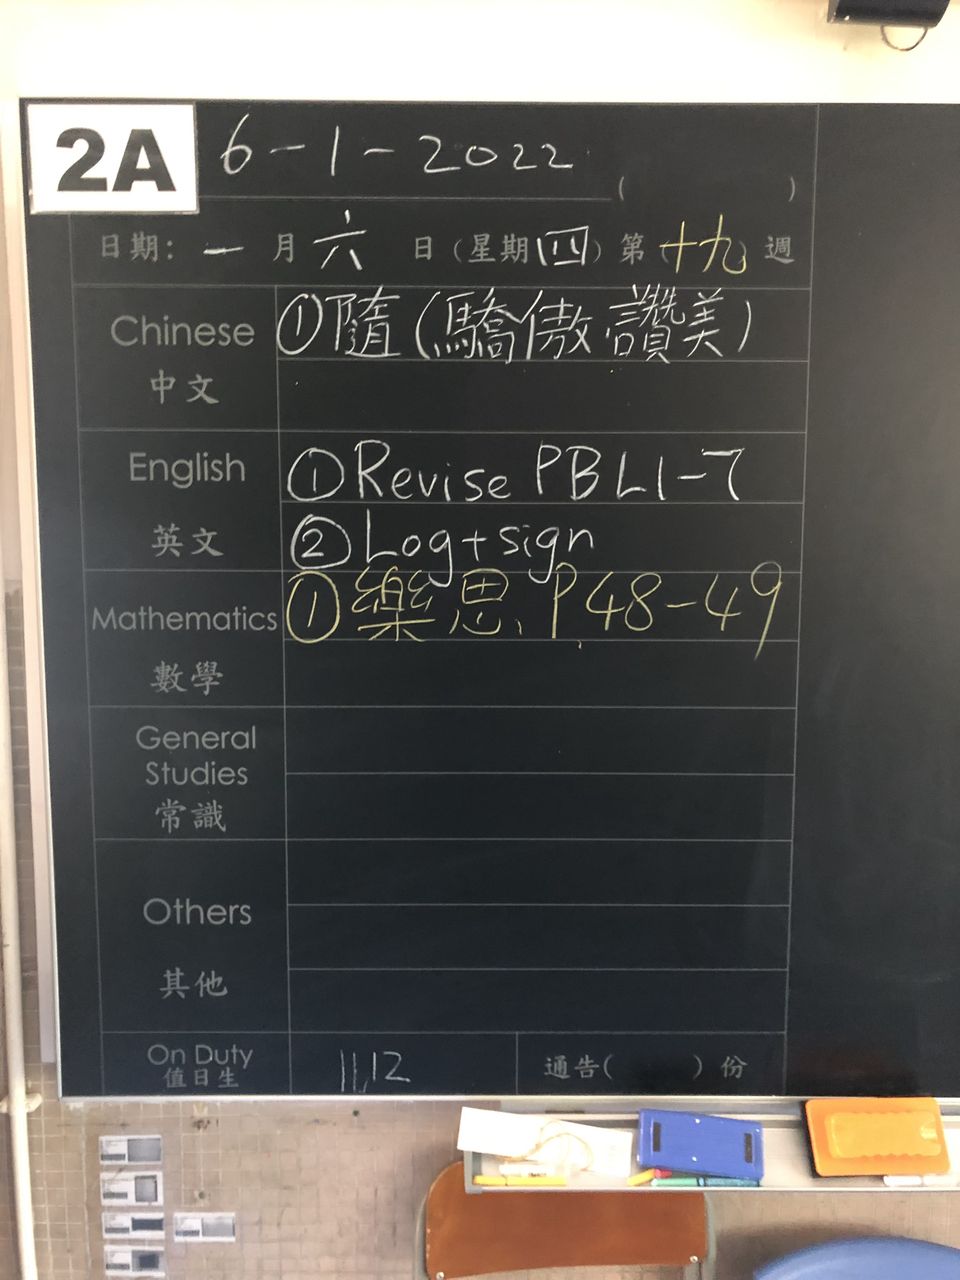 2A
6-1-2022
( )
日期: 一 月 六 日 (星期 四) 第 (十九) 週
Chinese
中文
①隨(驕傲 讚美)
English
英文
①Revise PB L1-7
②Log+sign
Mathematics
數學
①樂思、P.48-49
General
Studies
常識
Others
其他
On Duty
值日生
11,12
通告( )份